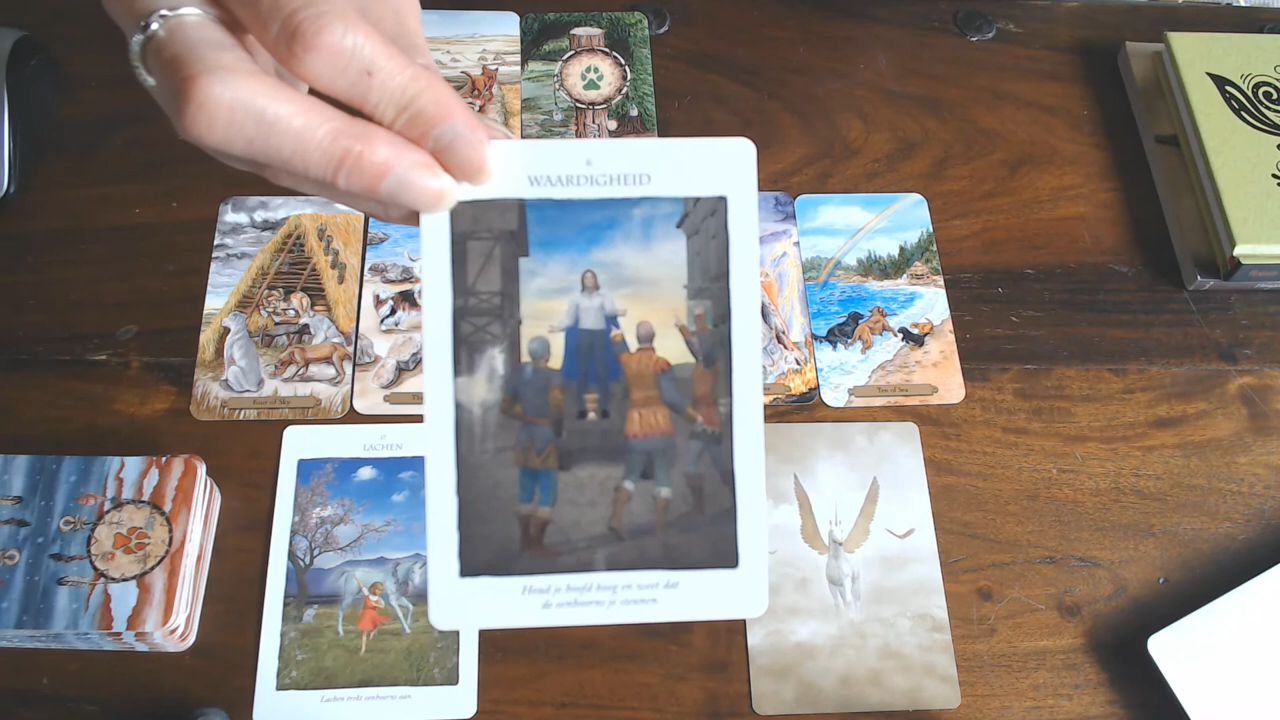 6
WAARDIGHEID
Houd je hoofd hoog en weet dat
de eenhoorns je steunen.
Four of Sky
Ten of Sea
LACHEN
Lachen trekt eenhoorns aan.